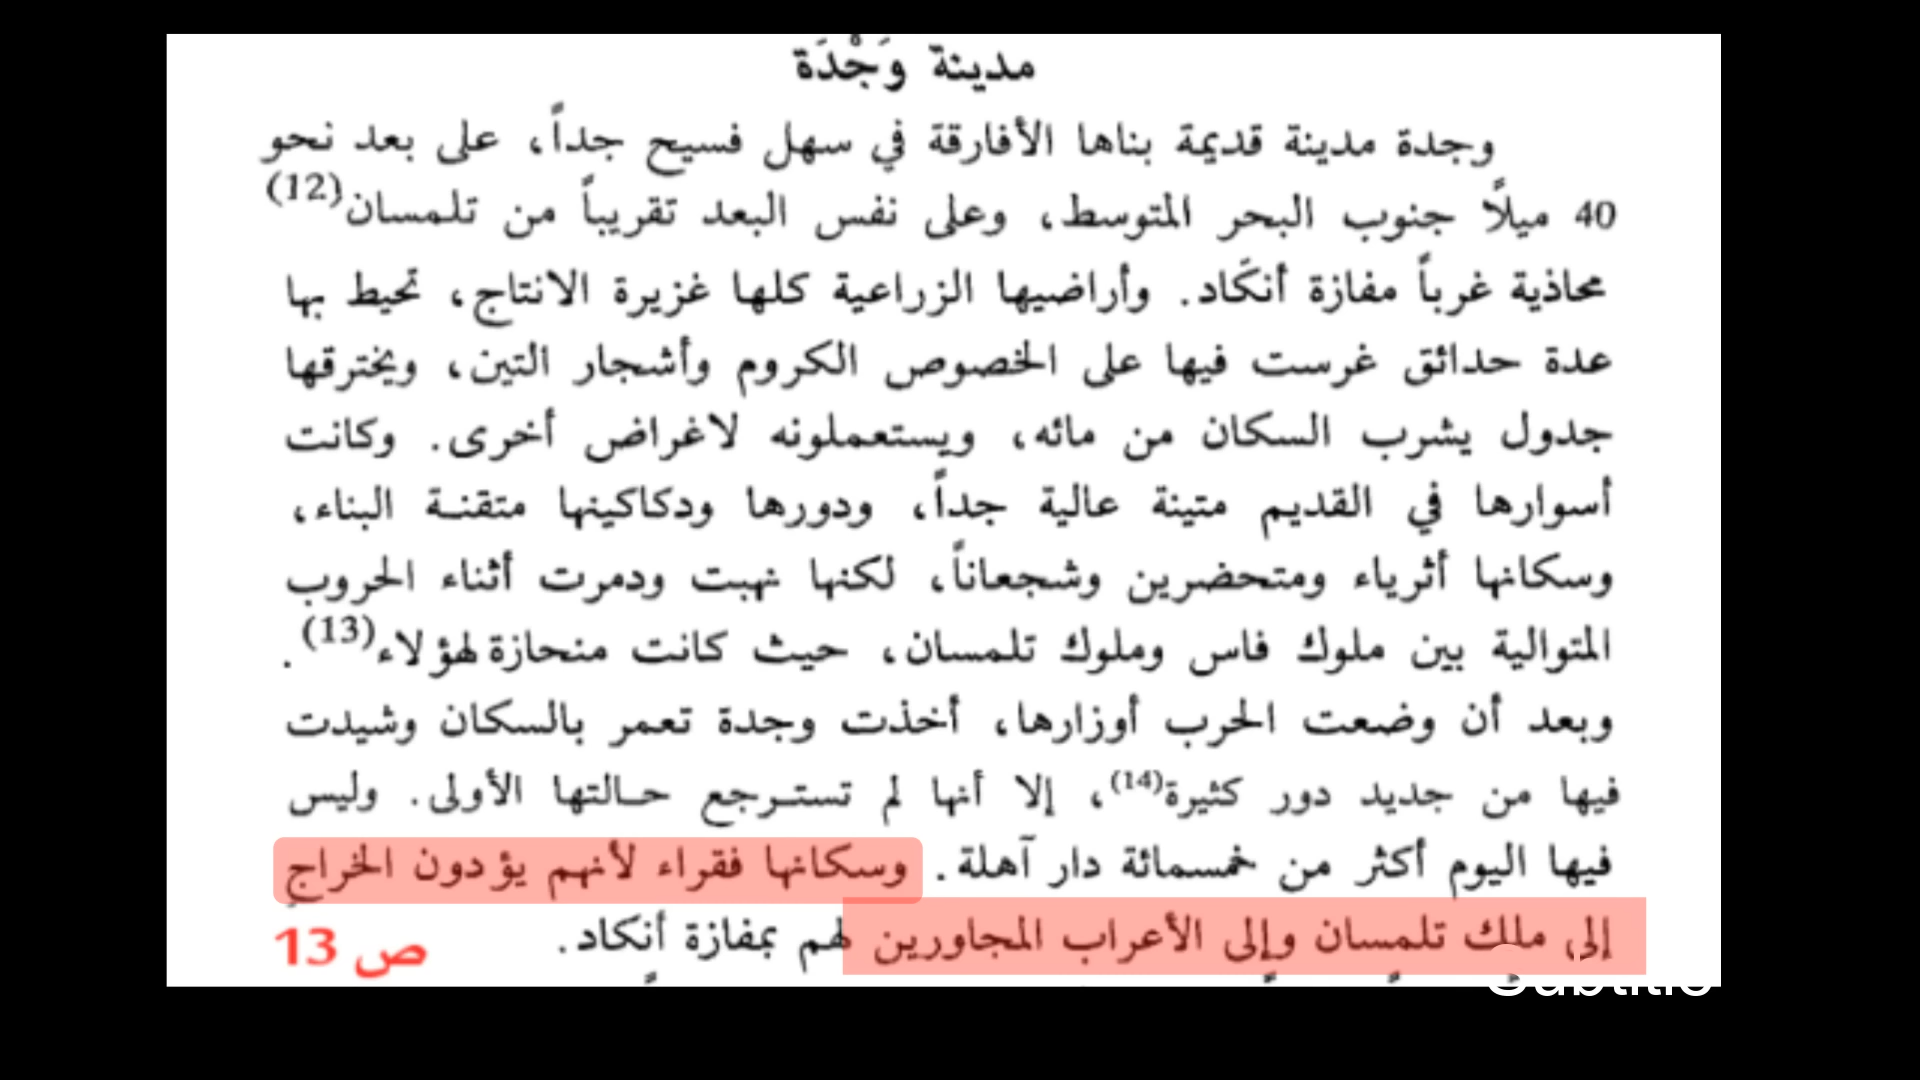 مدينة وَجْدَة
وجدة مدينة قديمة بناها الأفارقة في سهل فسيح جداً، على بعد نحو
40 ميلاً جنوب البحر المتوسط، وعلى نفس البعد تقريباً من تلمسان(12)
محاذية غرباً مفازة أنكَاد. وأراضيها الزراعية كلها غزيرة الانتاج، تحيط بها
عدة حدائق غرست فيها على الخصوص الكروم وأشجار التين، ويخترقها
جدول يشرب السكان من مائه، ويستعملونه لاغراض أخرى. وكانت
أسوارها في القديم متينة عالية جداً، ودورها ودكاكينها متقنـة البناء،
وسكانها أثرياء ومتحضرين وشجعاناً، لكنها نهبت ودمرت أثناء الحروب
المتوالية بين ملوك فاس وملوك تلمسان، حيث كانت منحازة لهؤلاء(13).
وبعد أن وضعت الحرب أوزارها، أخذت وجدة تعمر بالسكان وشيدت
فيها من جديد دور كثيرة(14)، إلا أنها لم تستـرجع حـالتها الأولى. وليس
فيها اليوم أكثر من خمسمائة دار آهلة. وسكانها فقراء لأنهم يؤدون الخراج
إلى ملك تلمسان وإلى الأعراب المجاورين لهم بمفازة أنكاد.
ص 13